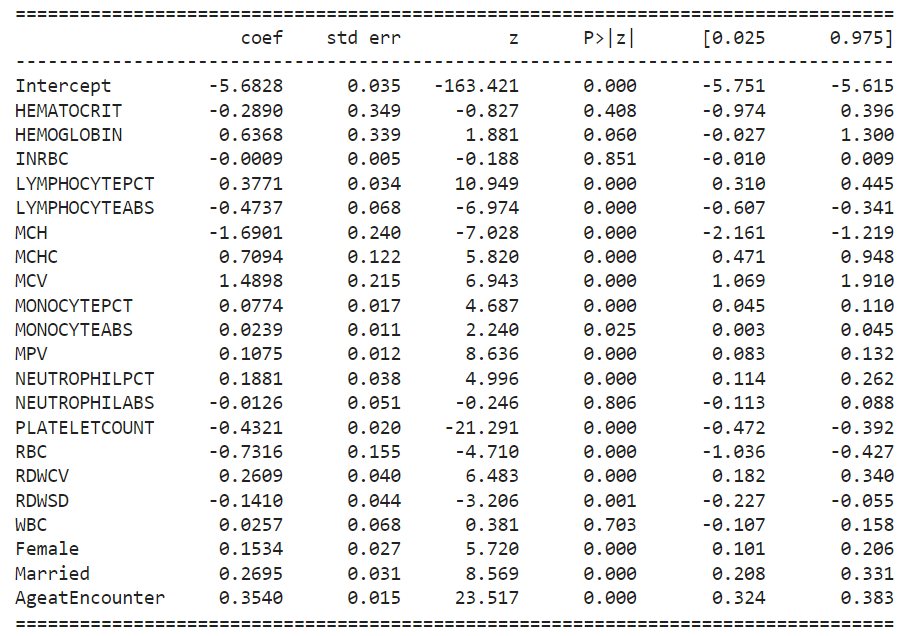 ==================================================================================
coef std err z P>|z| [0.025 0.975]
----------------------------------------------------------------------------------
Intercept -5.6828 0.035 -163.421 0.000 -5.751 -5.615
HEMATOCRIT -0.2890 0.349 -0.827 0.408 -0.974 0.396
HEMOGLOBIN 0.6368 0.339 1.881 0.060 -0.027 1.300
INRBC -0.0009 0.005 -0.188 0.851 -0.010 0.009
LYMPHOCYTEPCT 0.3771 0.034 10.949 0.000 0.310 0.445
LYMPHOCYTEABS -0.4737 0.068 -6.974 0.000 -0.607 -0.341
MCH -1.6901 0.240 -7.028 0.000 -2.161 -1.219
MCHC 0.7094 0.122 5.820 0.000 0.471 0.948
MCV 1.4898 0.215 6.943 0.000 1.069 1.910
MONOCYTEPCT 0.0774 0.017 4.687 0.000 0.045 0.110
MONOCYTEABS 0.0239 0.011 2.240 0.025 0.003 0.045
MPV 0.1075 0.012 8.636 0.000 0.083 0.132
NEUTROPHILPCT 0.1881 0.038 4.996 0.000 0.114 0.262
NEUTROPHILABS -0.0126 0.051 -0.246 0.806 -0.113 0.088
PLATELETCOUNT -0.4321 0.020 -21.291 0.000 -0.472 -0.392
RBC -0.7316 0.155 -4.710 0.000 -1.036 -0.427
RDWCV 0.2609 0.040 6.483 0.000 0.182 0.340
RDWSD -0.1410 0.044 -3.206 0.001 -0.227 -0.055
WBC 0.0257 0.068 0.381 0.703 -0.107 0.158
Female 0.1534 0.027 5.720 0.000 0.101 0.206
Married 0.2695 0.031 8.569 0.000 0.208 0.331
AgeatEncounter 0.3540 0.015 23.517 0.000 0.324 0.383
==================================================================================